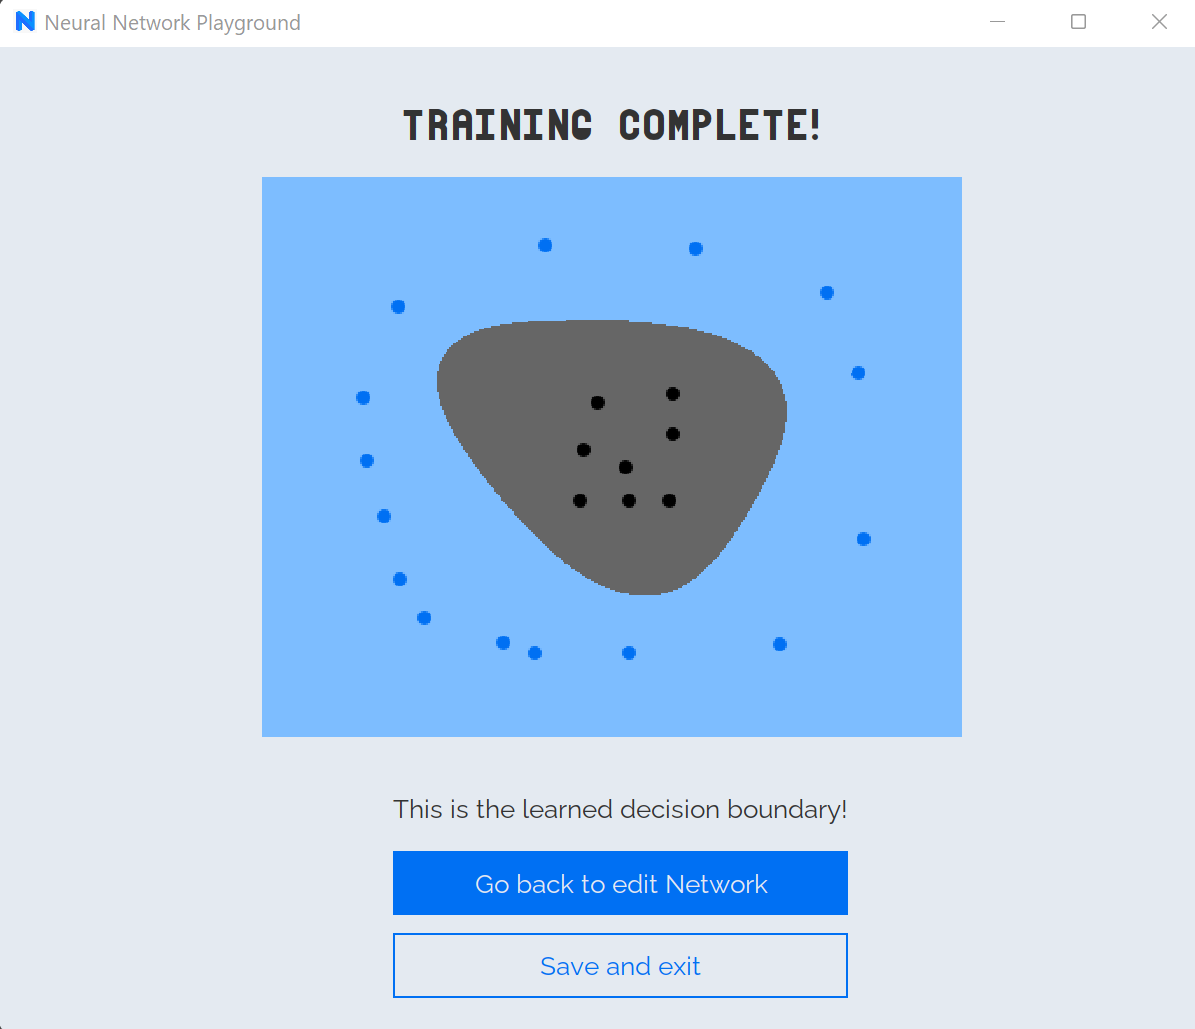 Neural Network Playground
TRAINING COMPLETE!
This is the learned decision boundary!
Go back to edit Network
Save and exit